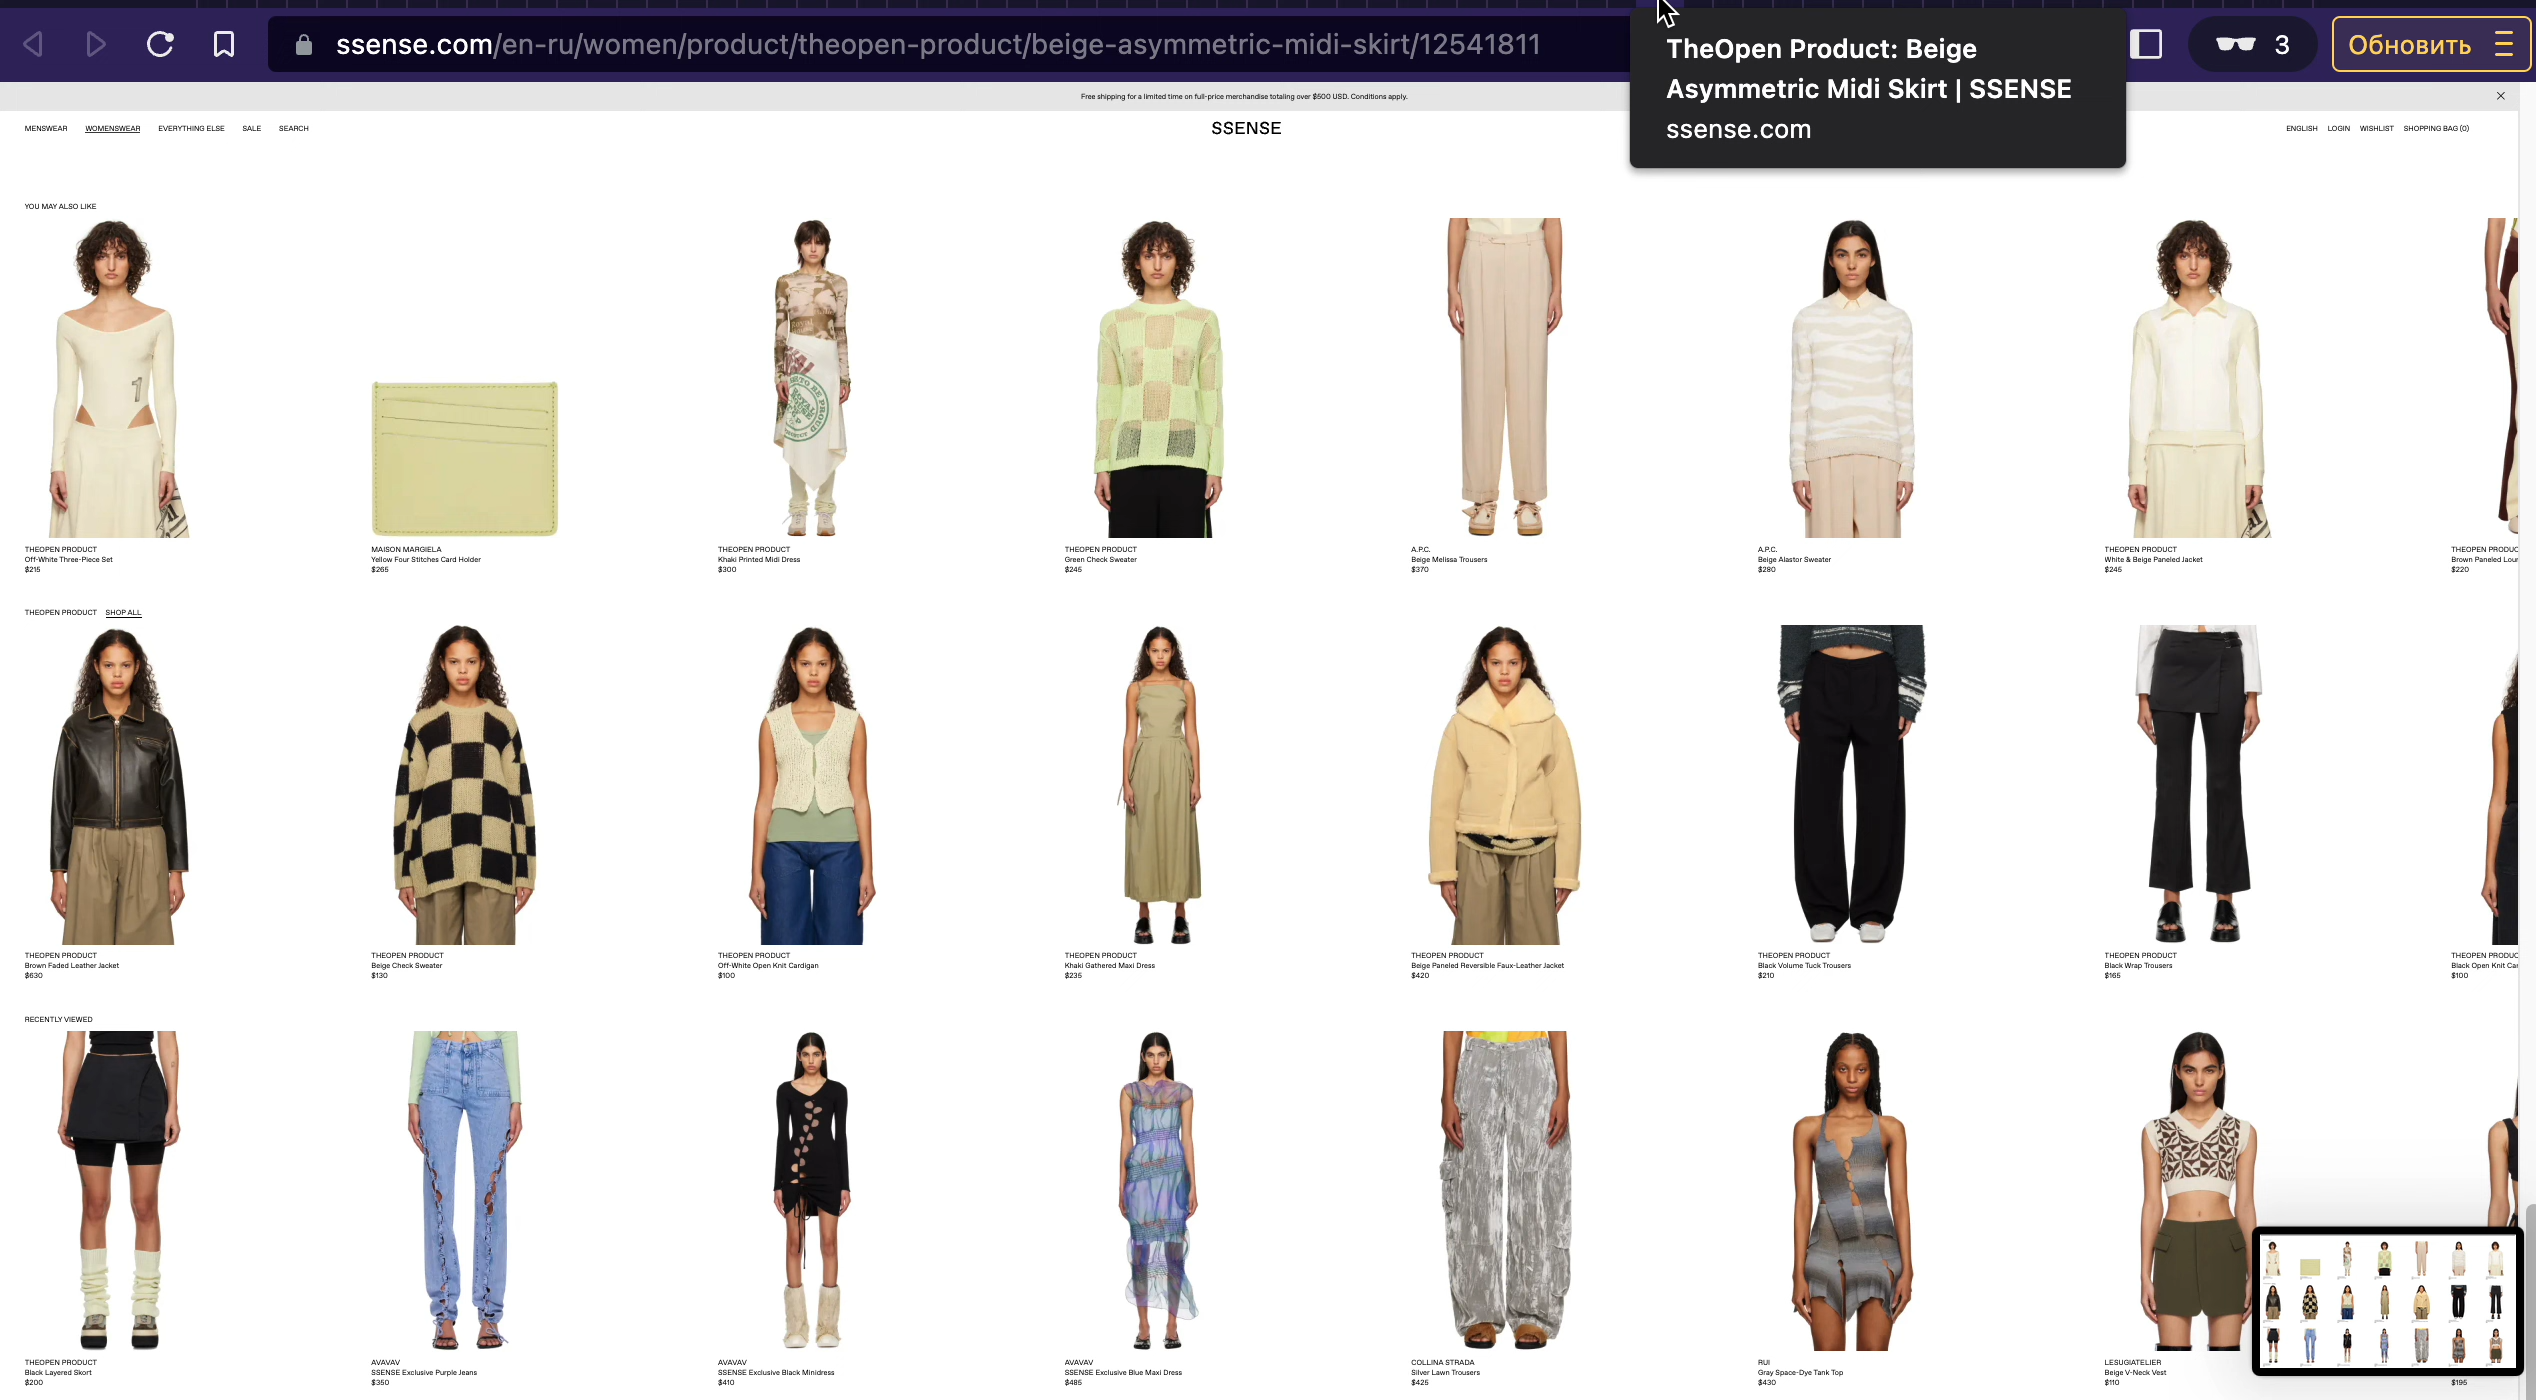 ssense.com/en-ru/women/product/theopen-product/beige-asymmetric-midi-skirt/12541811
TheOpen Product: Beige
Asymmetric Midi Skirt | SSENSE
ssense.com
3
Обновить
Free shipping for a limited time on full-price merchandise totaling over $500 USD. Conditions apply.
MENSWEAR WOMENSWEAR EVERYTHING ELSE SALE SEARCH
SSENSE
ENGLISH LOGIN WISHLIST SHOPPING BAG (0)
YOU MAY ALSO LIKE
THEOPEN PRODUCT
Off-White Three-Piece Set
$215
MAISON MARGIELA
Yellow Four Stitches Card Holder
$265
THEOPEN PRODUCT
Khaki Printed Midi Dress
$300
THEOPEN PRODUCT
Green Check Sweater
$245
A.P.C.
Beige Melissa Trousers
$370
A.P.C.
Beige Alastor Sweater
$280
THEOPEN PRODUCT
White & Beige Paneled Jacket
$245
THEOPEN PRODUC
Brown Paneled Lour
$220
THEOPEN PRODUCT SHOP ALL
THEOPEN PRODUCT
Brown Faded Leather Jacket
$630
THEOPEN PRODUCT
Beige Check Sweater
$130
THEOPEN PRODUCT
Off-White Open Knit Cardigan
$100
THEOPEN PRODUCT
Khaki Gathered Maxi Dress
$235
THEOPEN PRODUCT
Beige Paneled Reversible Faux-Leather Jacket
$420
THEOPEN PRODUCT
Black Volume Tuck Trousers
$210
THEOPEN PRODUCT
Black Wrap Trousers
$165
THEOPEN PRODUC
Black Open Knit Car
$100
RECENTLY VIEWED
THEOPEN PRODUCT
Black Layered Skort
$200
AVAVAV
SSENSE Exclusive Purple Jeans
$350
AVAVAV
SSENSE Exclusive Black Minidress
$410
AVAVAV
SSENSE Exclusive Blue Maxi Dress
$485
COLLINA STRADA
Silver Lawn Trousers
$425
RUI
Gray Space-Dye Tank Top
$430
LESUGIATELIER
Beige V-Neck Vest
$110
$195